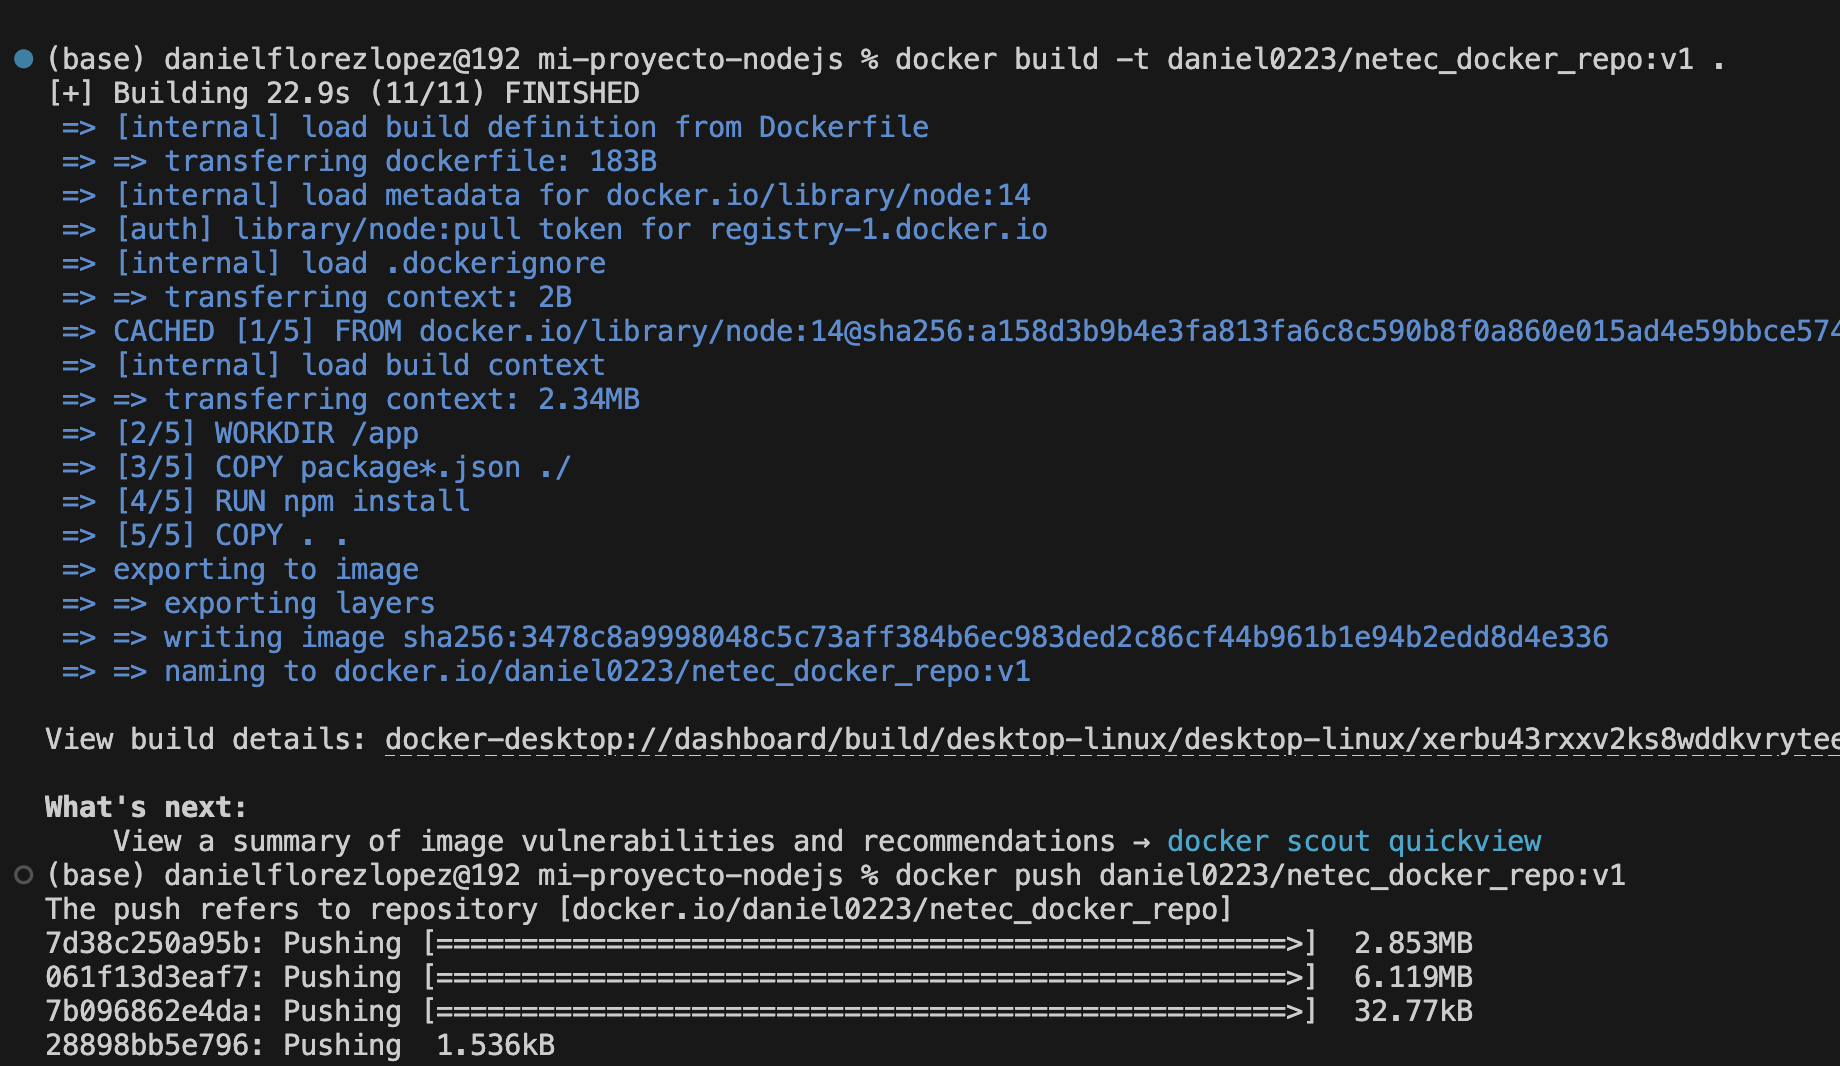 (base) danielflorezlopez@192 mi-proyecto-nodejs % docker build -t daniel0223/netec_docker_repo:v1 .
[+] Building 22.9s (11/11) FINISHED
=> [internal] load build definition from Dockerfile
=> => transferring dockerfile: 183B
=> [internal] load metadata for docker.io/library/node:14
=> [auth] library/node:pull token for registry-1.docker.io
=> [internal] load .dockerignore
=> => transferring context: 2B
=> CACHED [1/5] FROM docker.io/library/node:14@sha256:a158d3b9b4e3fa813fa6c8c590b8f0a860e015ad4e59bbce574
=> [internal] load build context
=> => transferring context: 2.34MB
=> [2/5] WORKDIR /app
=> [3/5] COPY package*.json ./
=> [4/5] RUN npm install
=> [5/5] COPY . .
=> exporting to image
=> => exporting layers
=> => writing image sha256:3478c8a9998048c5c73aff384b6ec983ded2c86cf44b961b1e94b2edd8d4e336
=> => naming to docker.io/daniel0223/netec_docker_repo:v1
View build details: docker-desktop://dashboard/build/desktop-linux/desktop-linux/xerbu43rxxv2ks8wddkvrytee
What's next:
View a summary of image vulnerabilities and recommendations → docker scout quickview
(base) danielflorezlopez@192 mi-proyecto-nodejs % docker push daniel0223/netec_docker_repo:v1
The push refers to repository [docker.io/daniel0223/netec_docker_repo]
7d38c250a95b: Pushing [==================================================>] 2.853MB
061f13d3eaf7: Pushing [==================================================>] 6.119MB
7b096862e4da: Pushing [==================================================>] 32.77kB
28898bb5e796: Pushing 1.536kB